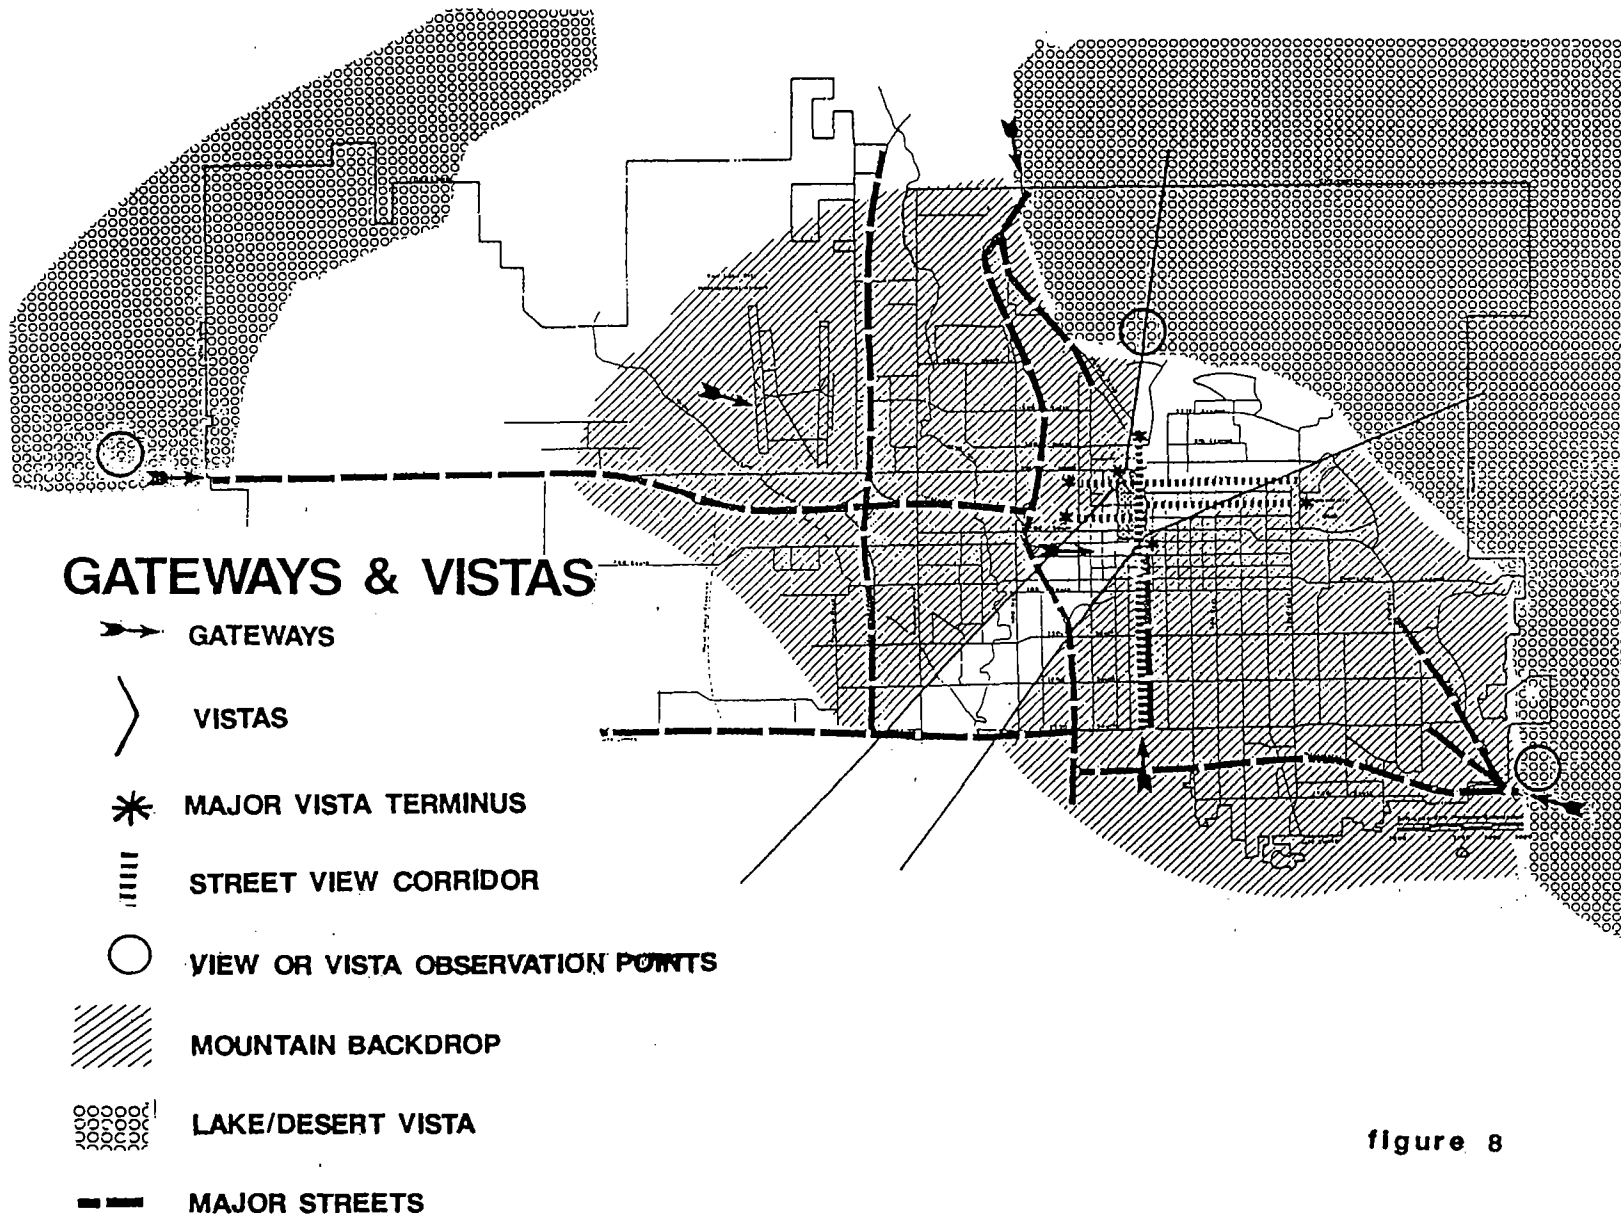 GATEWAYS & VISTAS
GATEWAYS
VISTAS
MAJOR VISTA TERMINUS
STREET VIEW CORRIDOR
VIEW OR VISTA OBSERVATION POINTS
MOUNTAIN BACKDROP
LAKE/DESERT VISTA
MAJOR STREETS
figure 8